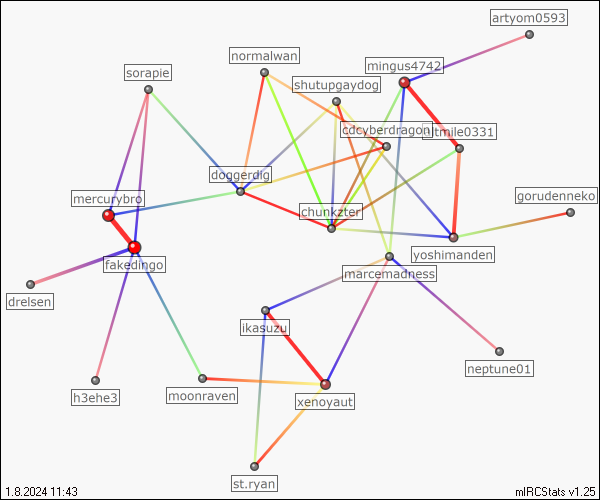 artyom0593
normalwan
mingus4742
sorapie
shutupgaydog
cdcyberdragon
tmile0331
doggerdig
mercurybro
gorudenneko
chunkzter
yoshimanden
fakedingo
marcemadness
drelsen
ikasuzu
neptune01
h3ehe3
moonraven
xenoyaut
st.ryan
1.8.2024 11:43
mIRCStats v1.25